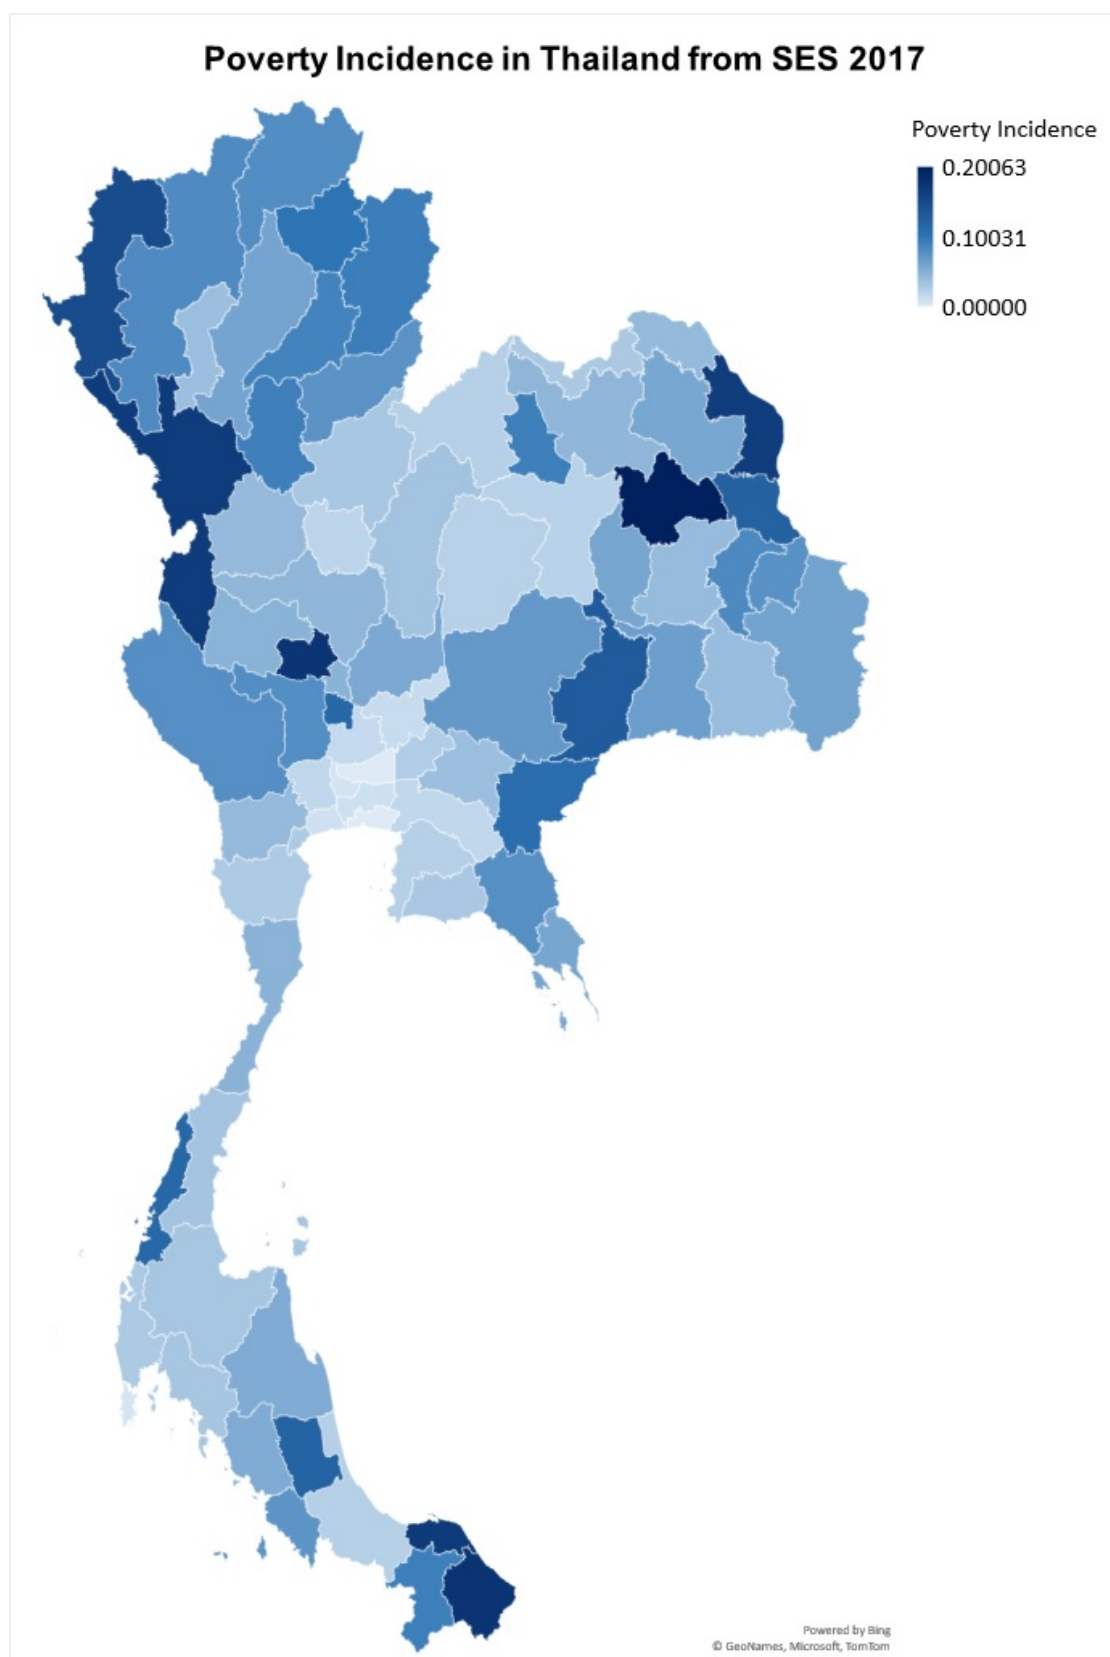 Poverty Incidence in Thailand from SES 2017
Poverty Incidence
0.20063
0.10031
0.00000
Powered by Bing
© GeoNames, Microsoft, TomTom